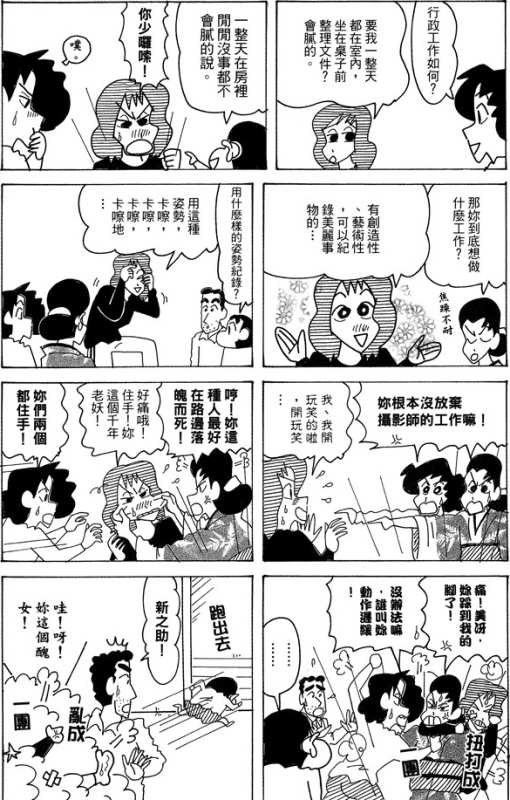 行政工作如何？
要我一整天
都在室內，
坐在桌子前
整理文件？
會膩的。
一整天在房裡
閒閒沒事都不
會膩的說。
你少囉嗦！
噗。
那妳到底想做
什麼工作？
焦躁不耐
有創造性
、藝術性
，可以紀
錄美麗事
物的…
用什麼樣的姿勢紀錄？
用這種
姿勢，
卡嚓，
卡嚓，
卡嚓地
…
妳根本沒放棄
攝影師的工作嘛！
我、我開
玩笑的啦
，開玩笑
…
哼！妳這
種人最好
在路邊落
魄而死！
好痛哦！
住手！妳
這個千年
老妖！
妳們兩個
都住手！
痛！美冴，
妳踩到我的
腳了！
沒辦法嘛
，誰叫妳
動作遲緩
！
扭打成
一團
……
跑出去
新之助！
哇！呀！
妳這個醜
女！
亂成
一團